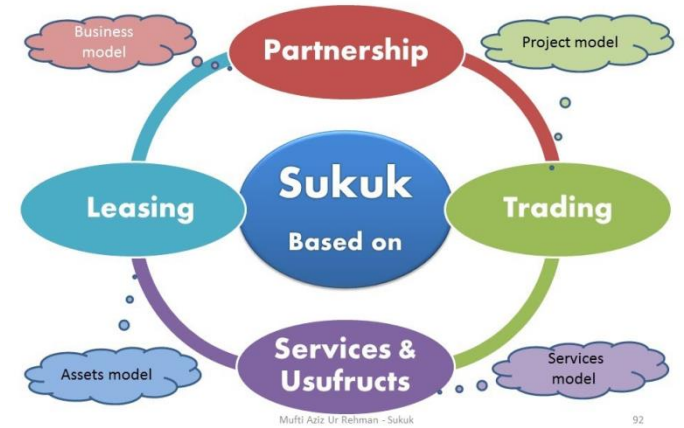 Business
model
Partnership
Project model
Leasing
Sukuk
Based on
Trading
Assets model
Services &
Usufructs
Services
model
Mufti Aziz Ur Rehman - Sukuk
92